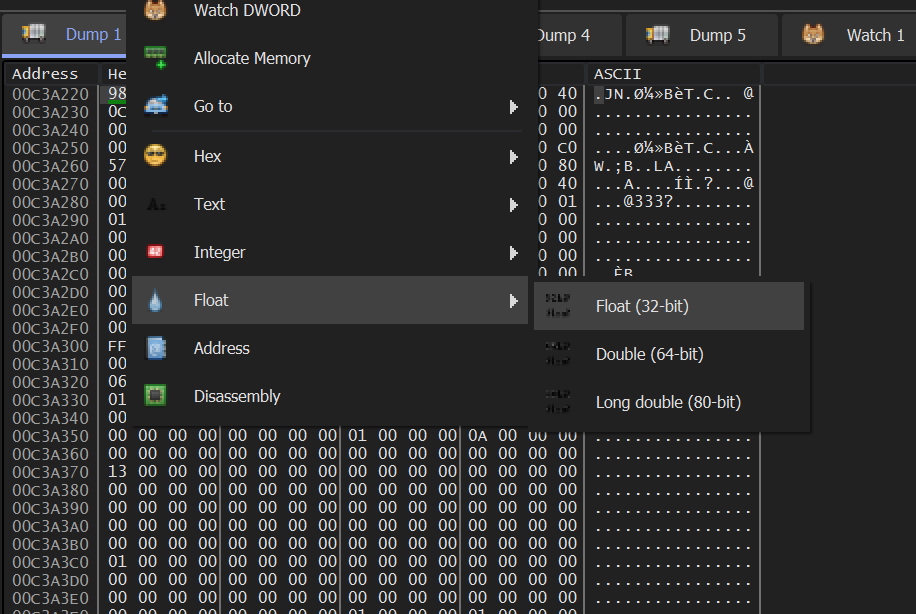 Watch DWORD
Dump 1
Dump 4
Dump 5
Watch 1
Allocate Memory
Address He ASCII
Go to
Hex
Text
Integer
Float
Address
Disassembly
Float (32-bit)
Double (64-bit)
Long double (80-bit)
00C3A220 98 0 40 .JN.Ø¼»BèT.C.. @
00C3A230 0C 0 00 ................
00C3A240 00 0 00 ................
00C3A250 00 0 C0 ....Ø¼»BèT.C...À
00C3A260 57 0 80 W.;B..LA........
00C3A270 00 0 40 ...A....ÍÌ.?...@
00C3A280 00 0 01 ...@333?........
00C3A290 01 0 00 ................
00C3A2A0 00 0 00 ................
00C3A2B0 00 0 00 ................
00C3A2C0 00 0 00 ÈB
00C3A2D0 00
00C3A2E0 00
00C3A2F0 00
00C3A300 FF
00C3A310 00
00C3A320 06
00C3A330 01
00C3A340 00
00C3A350 00 00 00 00 00 00 00 00 01 00 00 00 0A 00 00 00 ................
00C3A360 00 00 00 00 00 00 00 00 00 00 00 00 00 00 00 00 ................
00C3A370 13 00 00 00 00 00 00 00 00 00 00 00 00 00 00 00 ................
00C3A380 00 00 00 00 00 00 00 00 00 00 00 00 00 00 00 00 ................
00C3A390 00 00 00 00 00 00 00 00 00 00 00 00 00 00 00 00 ................
00C3A3A0 00 00 00 00 00 00 00 00 00 00 00 00 00 00 00 00 ................
00C3A3B0 00 00 00 00 00 00 00 00 00 00 00 00 00 00 00 00 ................
00C3A3C0 01 00 00 00 00 00 00 00 00 00 00 00 00 00 00 00 ................
00C3A3D0 00 00 00 00 00 00 00 00 00 00 00 00 00 00 00 00 ................
00C3A3E0 00 00 00 00 00 00 00 00 00 00 00 00 00 00 00 00 ................